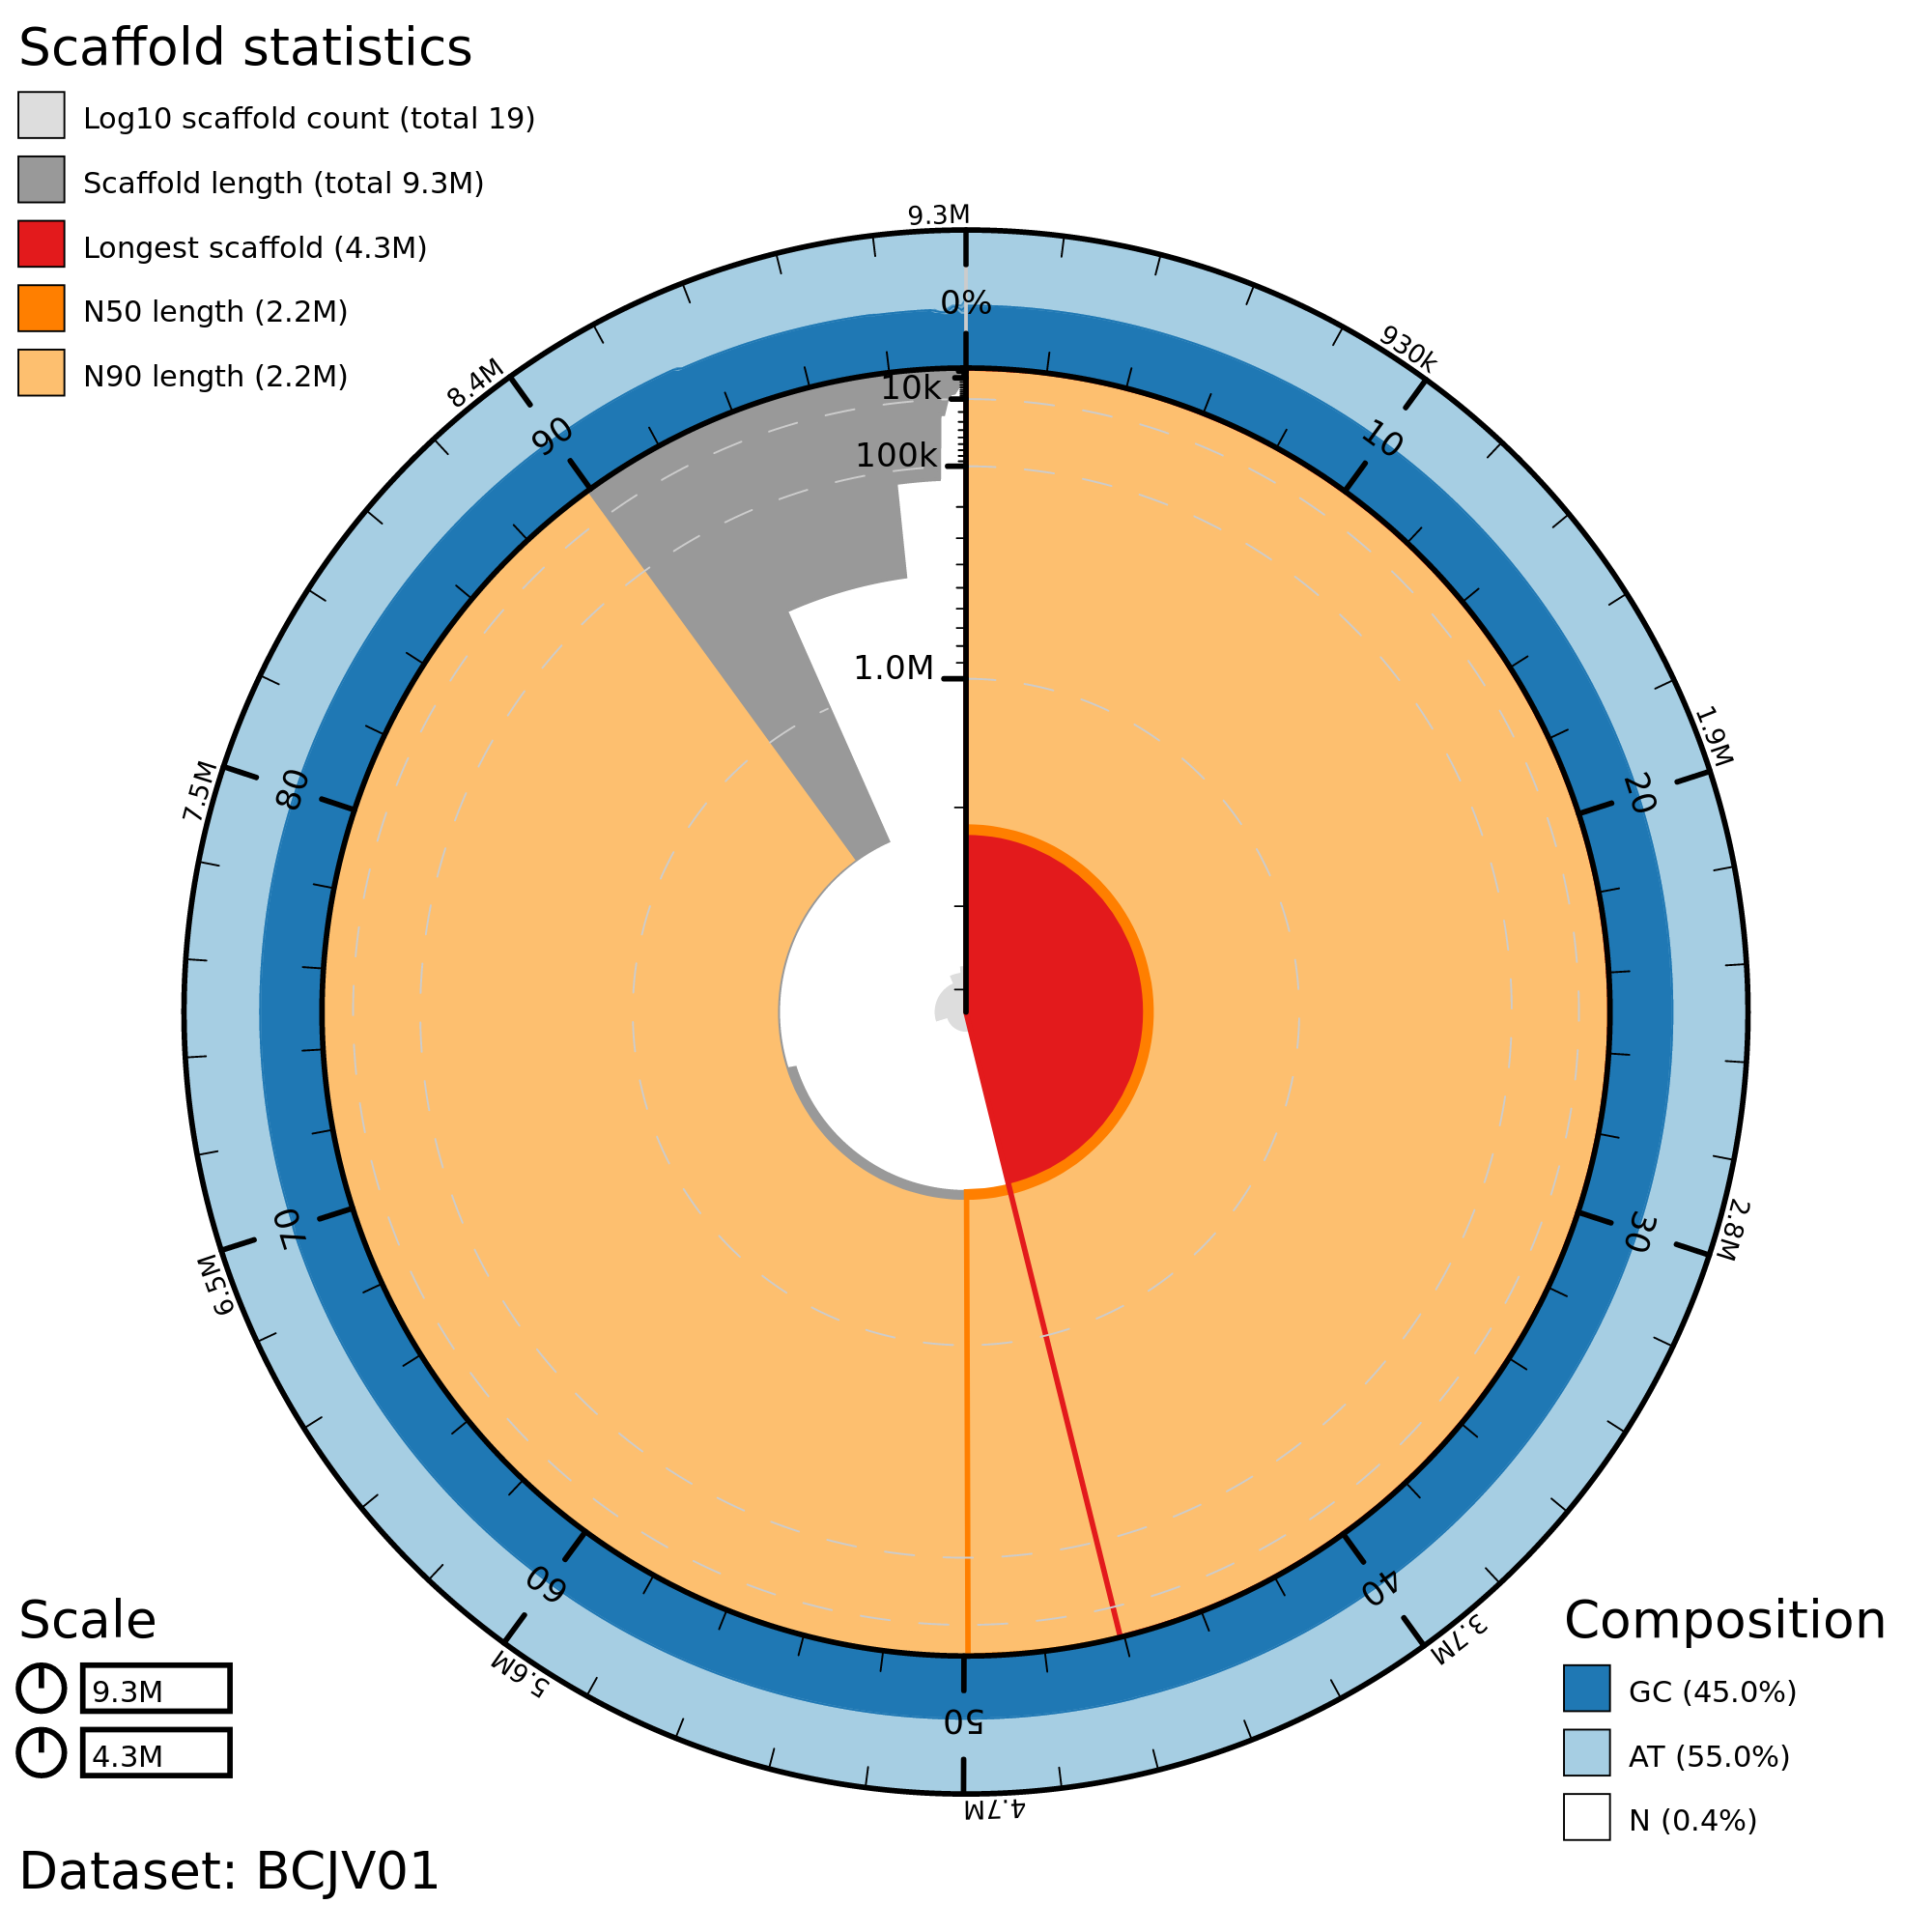 Scaffold statistics
Log10 scaffold count (total 19)
Scaffold length (total 9.3M)
Longest scaffold (4.3M)
N50 length (2.2M)
N90 length (2.2M)
9.3M
930k
1.9M
2.8M
3.7M
4.7M
5.6M
6.5M
7.5M
8.4M
0%
10
20
30
40
50
60
70
80
90
10k
100k
1.0M
Scale
9.3M
4.3M
Composition
GC (45.0%)
AT (55.0%)
N (0.4%)
Dataset: BCJV01